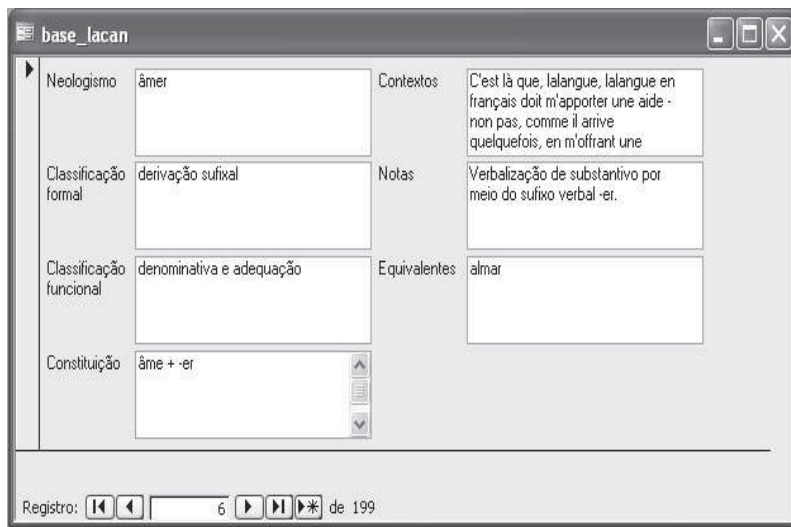 base_lacan
Neologismo
âmer
Contextos
C'est là que, lalangue, lalangue en
français doit m'apporter une aide -
non pas, comme il arrive
quelquefois, en m'offrant une
Classificação
formal
derivação sufixal
Notas
Verbalização de substantivo por
meio do sufixo verbal -er.
Classificação
funcional
denominativa e adequação
Equivalentes
almar
Constituição
âme + -er
Registro: 6 de 199